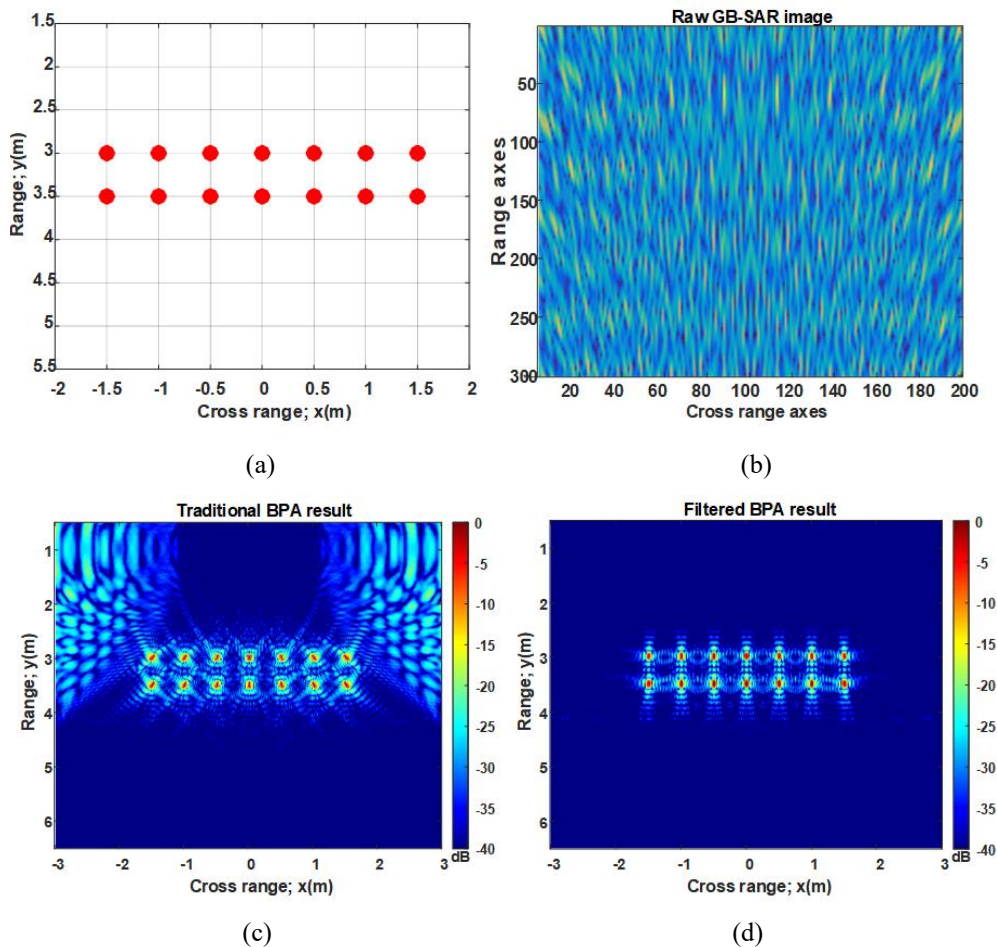 1.5
2
2.5
3
3.5
4
4.5
5
5.5
Range; y(m)
-2 -1.5 -1 -0.5 0 0.5 1 1.5 2
Cross range; x(m)
(a)
Raw GB-SAR image
50
100
150
200
250
300
Range axes
20 40 60 80 100 120 140 160 180 200
Cross range axes
(b)
Traditional BPA result
1
2
3
4
5
6
Range; y(m)
-3 -2 -1 0 1 2 3
Cross range; x(m)
0
-5
-10
-15
-20
-25
-30
-35
-40
dB
(c)
Filtered BPA result
1
2
3
4
5
6
Range; y(m)
-2 -1 0 1 2 3
Cross range; x(m)
0
-5
-10
-15
-20
-25
-30
-35
-40
dB
(d)